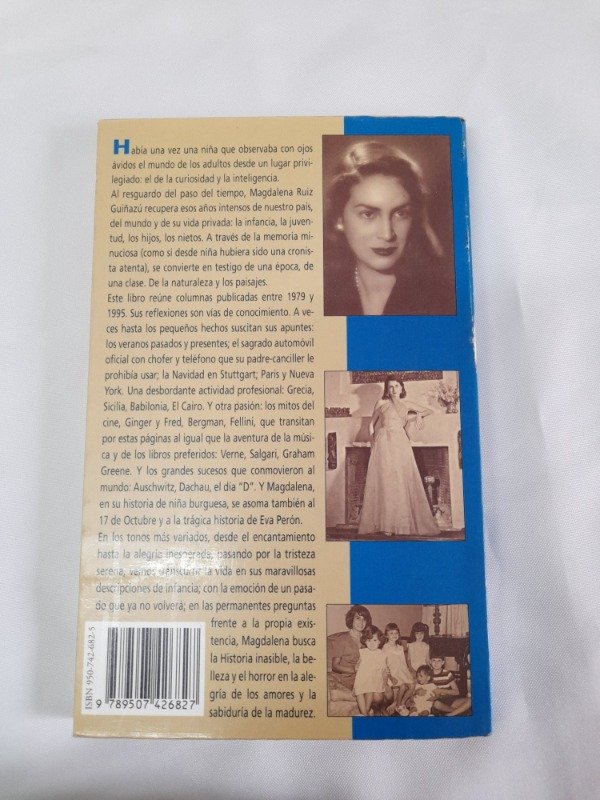 Había una vez una niña que observaba con ojos
ávidos el mundo de los adultos desde un lugar privi-
legiado: el de la curiosidad y la inteligencia.
Al resguardo del paso del tiempo, Magdalena Ruiz
Guiñazú recupera esos años intensos de nuestro país,
del mundo y de su vida privada: la infancia, la juven-
tud, los hijos, los nietos. A través de la memoria mi-
nuciosa (como si desde niña hubiera sido una cronis-
ta atenta), se convierte en testigo de una época, de
una clase. De la naturaleza y los paisajes.
Este libro reúne columnas publicadas entre 1979 y
1995. Sus reflexiones son vías de conocimiento. A ve-
ces hasta los pequeños hechos suscitan sus apuntes:
los veranos pasados y presentes; el sagrado automóvil
oficial con chofer y teléfono que su padre-canciller le
prohibía usar; la Navidad en Stuttgart; Paris y Nueva
York. Una desbordante actividad profesional: Grecia,
Sicilia, Babilonia, El Cairo. Y otra pasión: los mitos del
cine, Ginger y Fred, Bergman, Fellini, que transitan
por estas páginas al igual que la aventura de la músi-
ca y de los libros preferidos: Verne, Salgari, Graham
Greene. Y los grandes sucesos que conmovieron al
mundo: Auschwitz, Dachau, el día "D". Y Magdalena,
en su historia de niña burguesa, se asoma también al
17 de Octubre y a la trágica historia de Eva Perón.
En los tonos más variados, desde el encantamiento
hasta la alegría inesperada, pasando por la tristeza
serena, vemos transcurrir la vida en sus maravillosas
descripciones de infancia; con la emoción de un pasa-
do que ya no volverá; en las permanentes preguntas
frente a la propia exis-
tencia, Magdalena busca
la Historia inasible, la be-
lleza y el horror en la ale-
gría de los amores y la
sabiduría de la madurez.
ISBN 950-742-682-5
9 789507 426827